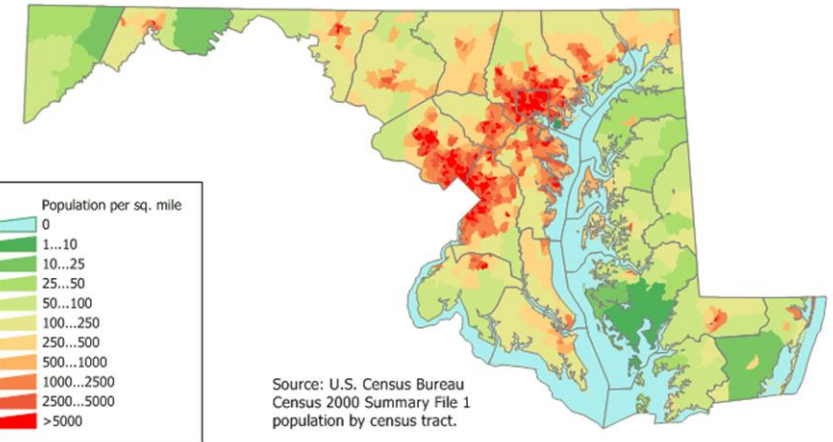 Population per sq. mile
0
1...10
10...25
25...50
50...100
100...250
250...500
500...1000
1000...2500
2500...5000
>5000
Source: U.S. Census Bureau
Census 2000 Summary File 1
population by census tract.